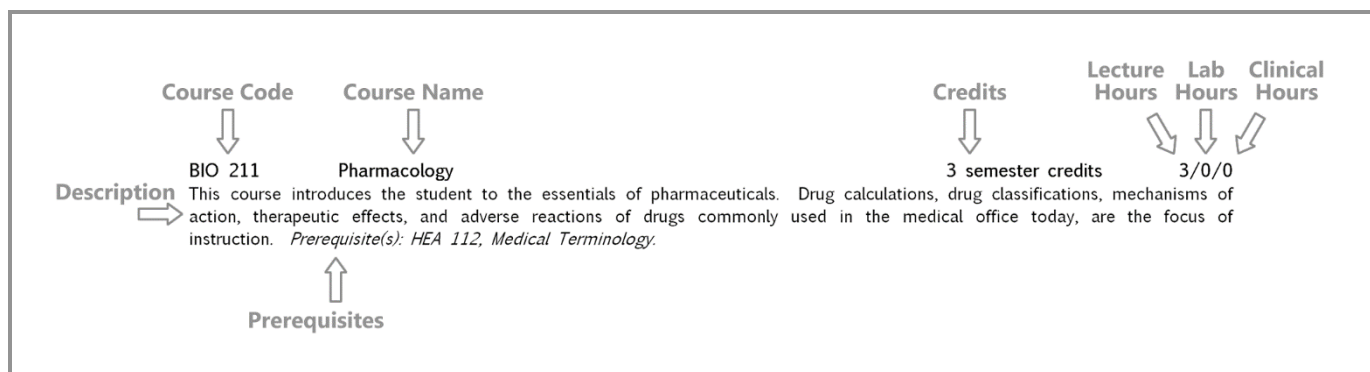 Course Code Course Name Credits Lecture Hours Lab Hours Clinical Hours
BIO 211 Pharmacology 3 semester credits 3/0/0
Description
This course introduces the student to the essentials of pharmaceuticals. Drug calculations, drug classifications, mechanisms of
action, therapeutic effects, and adverse reactions of drugs commonly used in the medical office today, are the focus of
instruction. Prerequisite(s): HEA 112, Medical Terminology.
Prerequisites